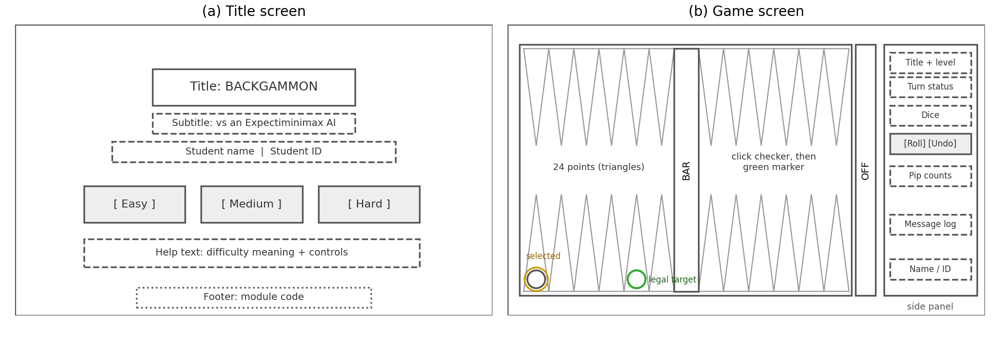 (a) Title screen
Title: BACKGAMMON
Subtitle: vs an Expectiminimax AI
Student name | Student ID
[ Easy ]
[ Medium ]
[ Hard ]
Help text: difficulty meaning + controls
Footer: module code
(b) Game screen
24 points (triangles)
BAR
click checker, then
green marker
selected
legal target
OFF
Title + level
Turn status
Dice
[Roll] [Undo]
Pip counts
Message log
Name / ID
side panel